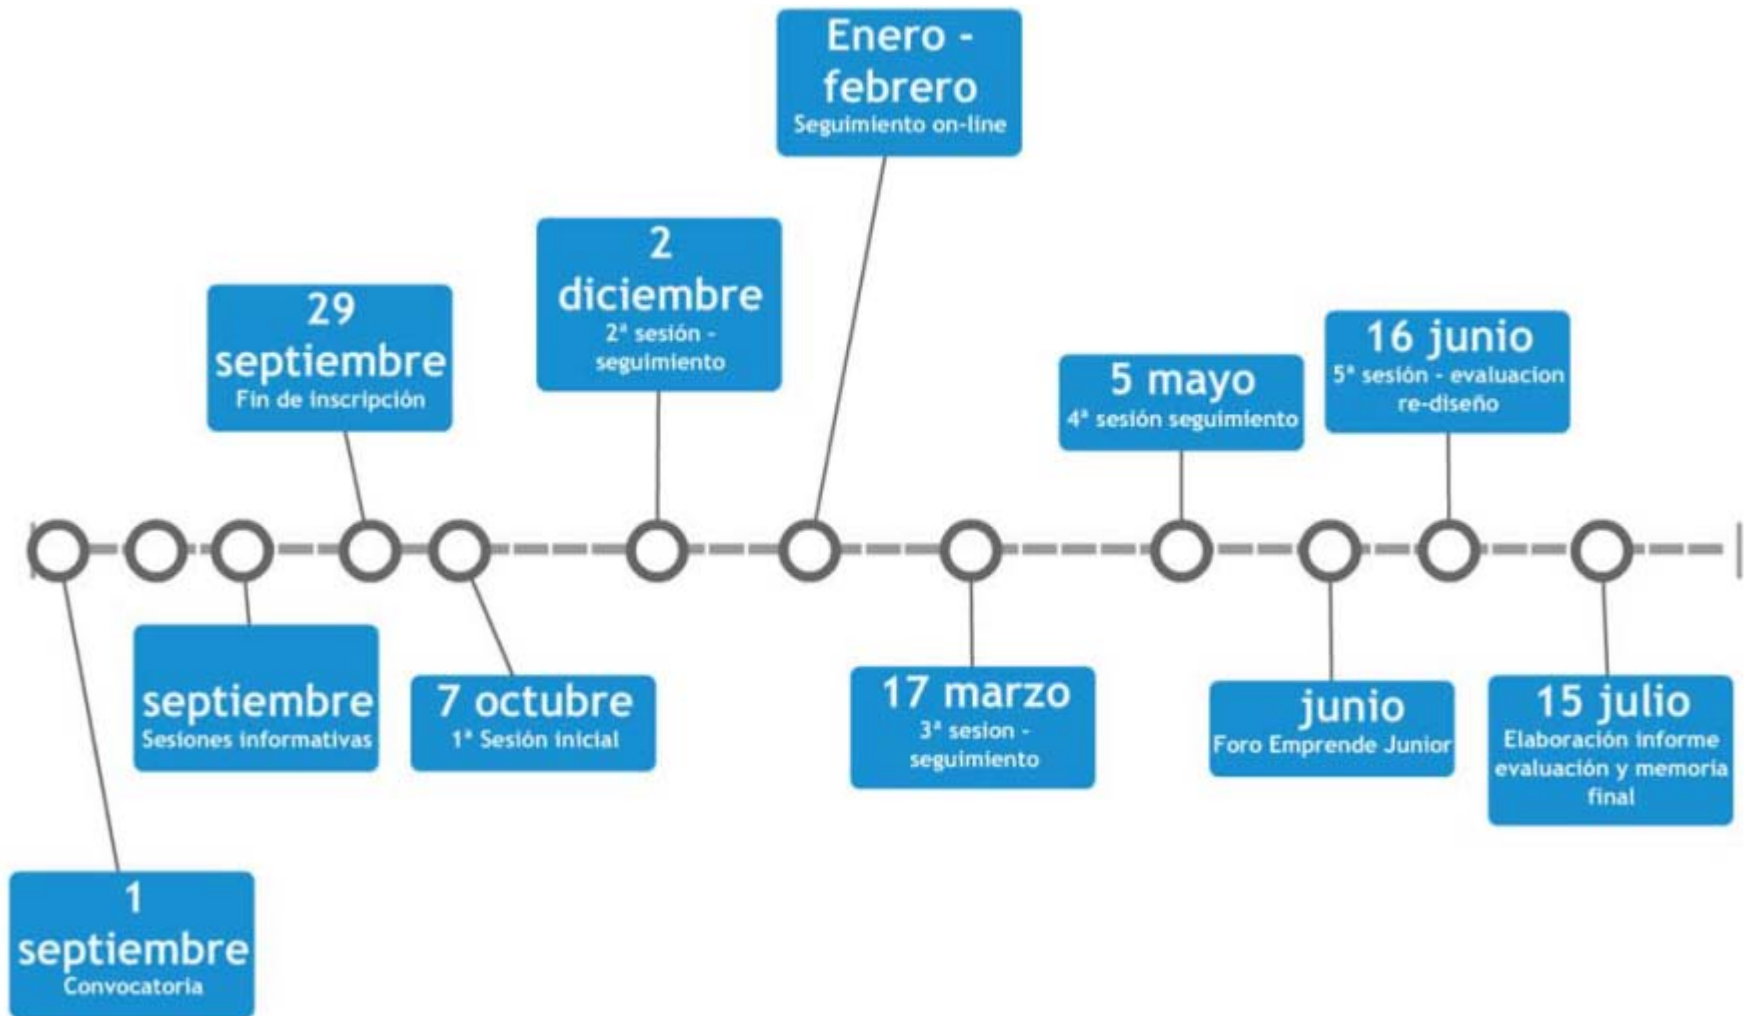 Enero -
febrero
Seguimiento on-line
2
diciembre
2ª sesión -
seguimiento
29
septiembre
Fin de inscripción
16 junio
5ª sesión - evaluacion
re-diseño
5 mayo
4ª sesión seguimiento
septiembre
Sesiones informativas
7 octubre
1ª Sesión inicial
17 marzo
3ª sesion -
seguimiento
junio
Foro Emprende Junior
15 julio
Elaboración informe
evaluación y memoria
final
1
septiembre
Convocatoria